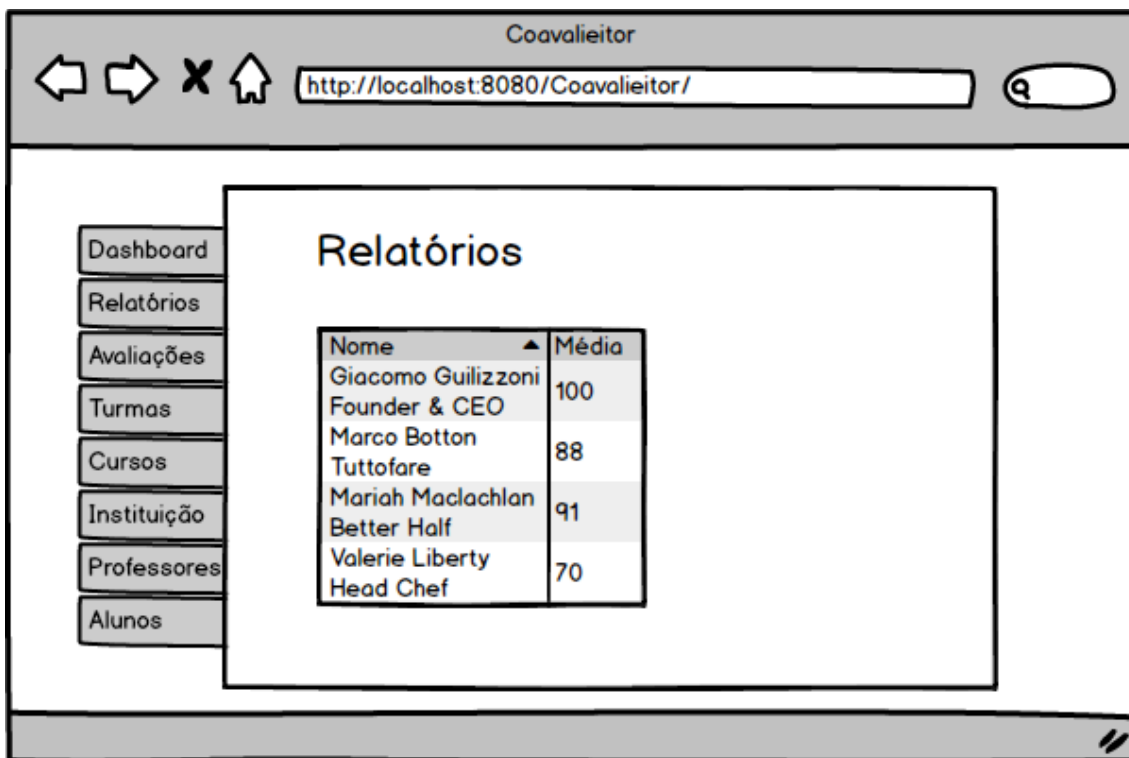 Coavalieitor
http://localhost:8080/Coavalieitor/
Dashboard
Relatórios
Avaliações
Turmas
Cursos
Instituição
Professores
Alunos
Relatórios
Nome Média
Giacomo Guilizzoni
Founder & CEO
100
Marco Botton
Tuttofare
88
Mariah Maclachlan
Better Half
91
Valerie Liberty
Head Chef
70